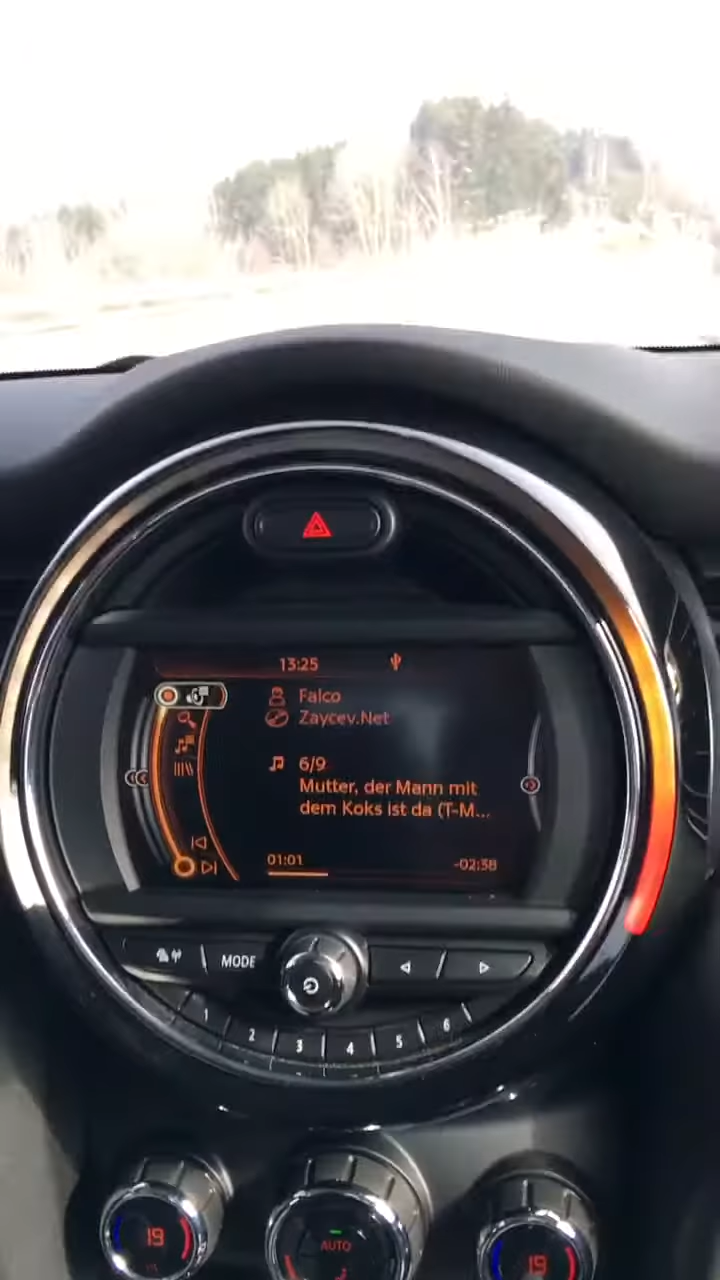 13:25
Falco
Zaycev.Net
6/9
Mutter, der Mann mit
dem Koks ist da (T-M...
01:01 -02:38
MODE
1 2 3 4 5 6
19 AUTO 19